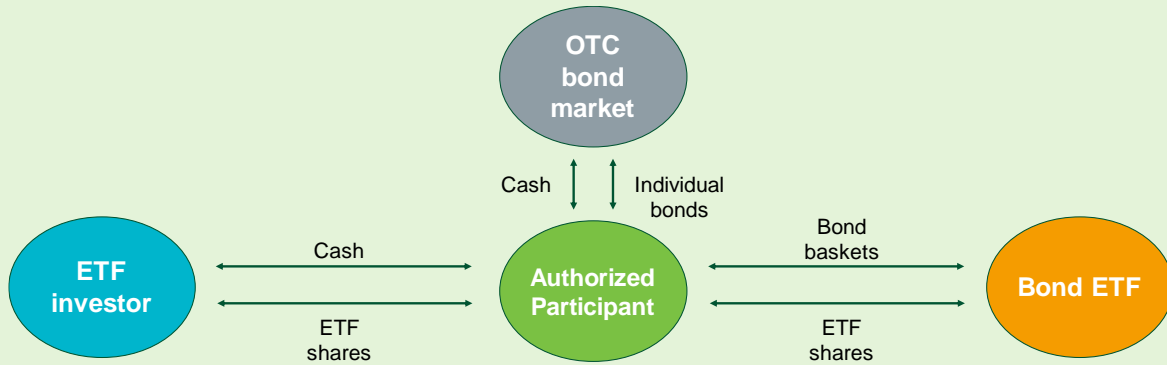 OTC
bond
market
Cash
Individual
bonds
ETF
investor
Cash
ETF
shares
Authorized
Participant
Bond
baskets
ETF
shares
Bond ETF